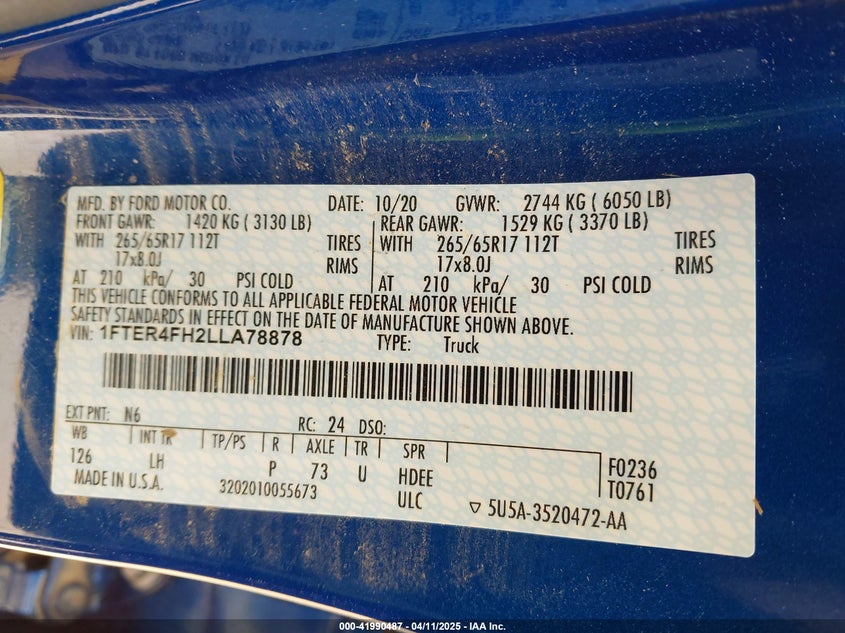 MFD. BY FORD MOTOR CO. DATE: 10/20 GVWR: 2744 KG ( 6050 LB)
FRONT GAWR: 1420 KG ( 3130 LB) REAR GAWR: 1529 KG ( 3370 LB)
WITH 265/65R17 112T TIRES WITH 265/65R17 112T TIRES
17x8.0J RIMS 17x8.0J RIMS
AT 210 kPa/ 30 PSI COLD AT 210 kPa/ 30 PSI COLD
THIS VEHICLE CONFORMS TO ALL APPLICABLE FEDERAL MOTOR VEHICLE
SAFETY STANDARDS IN EFFECT ON THE DATE OF MANUFACTURE SHOWN ABOVE.
VIN: 1FTER4FH2LLA78878 TYPE: Truck
EXT PNT: N6 RC: 24 DSO:
WB INT TR TP/PS R AXLE TR SPR
126 LH P 73 U HDEE F0236
MADE IN U.S.A. 3202010055673 ULC T0761
▽ 5U5A-3520472-AA
000-41990487 - 04/11/2025 - IAA Inc.